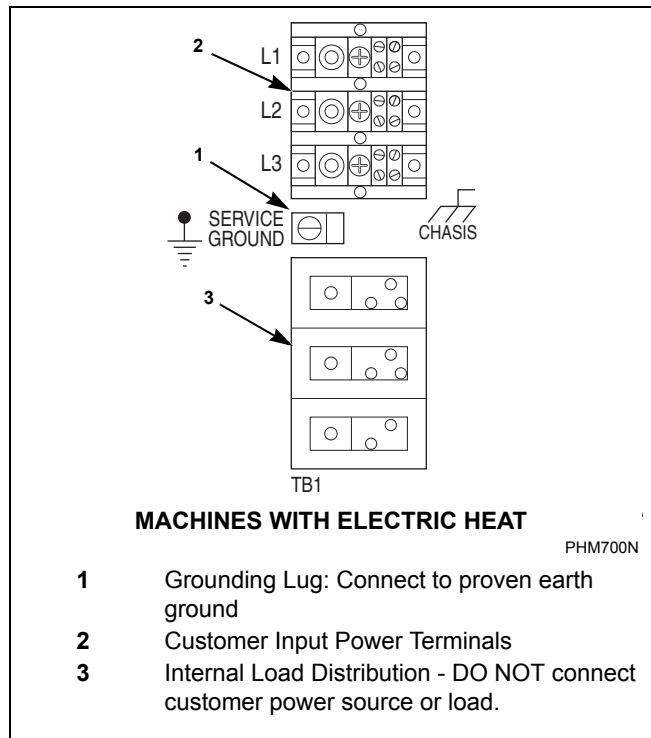 2
L1
L2
L3
1
SERVICE
GROUND
CHASIS
3
TB1
MACHINES WITH ELECTRIC HEAT
PHM700N
1 Grounding Lug: Connect to proven earth
ground
2 Customer Input Power Terminals
3 Internal Load Distribution - DO NOT connect
customer power source or load.